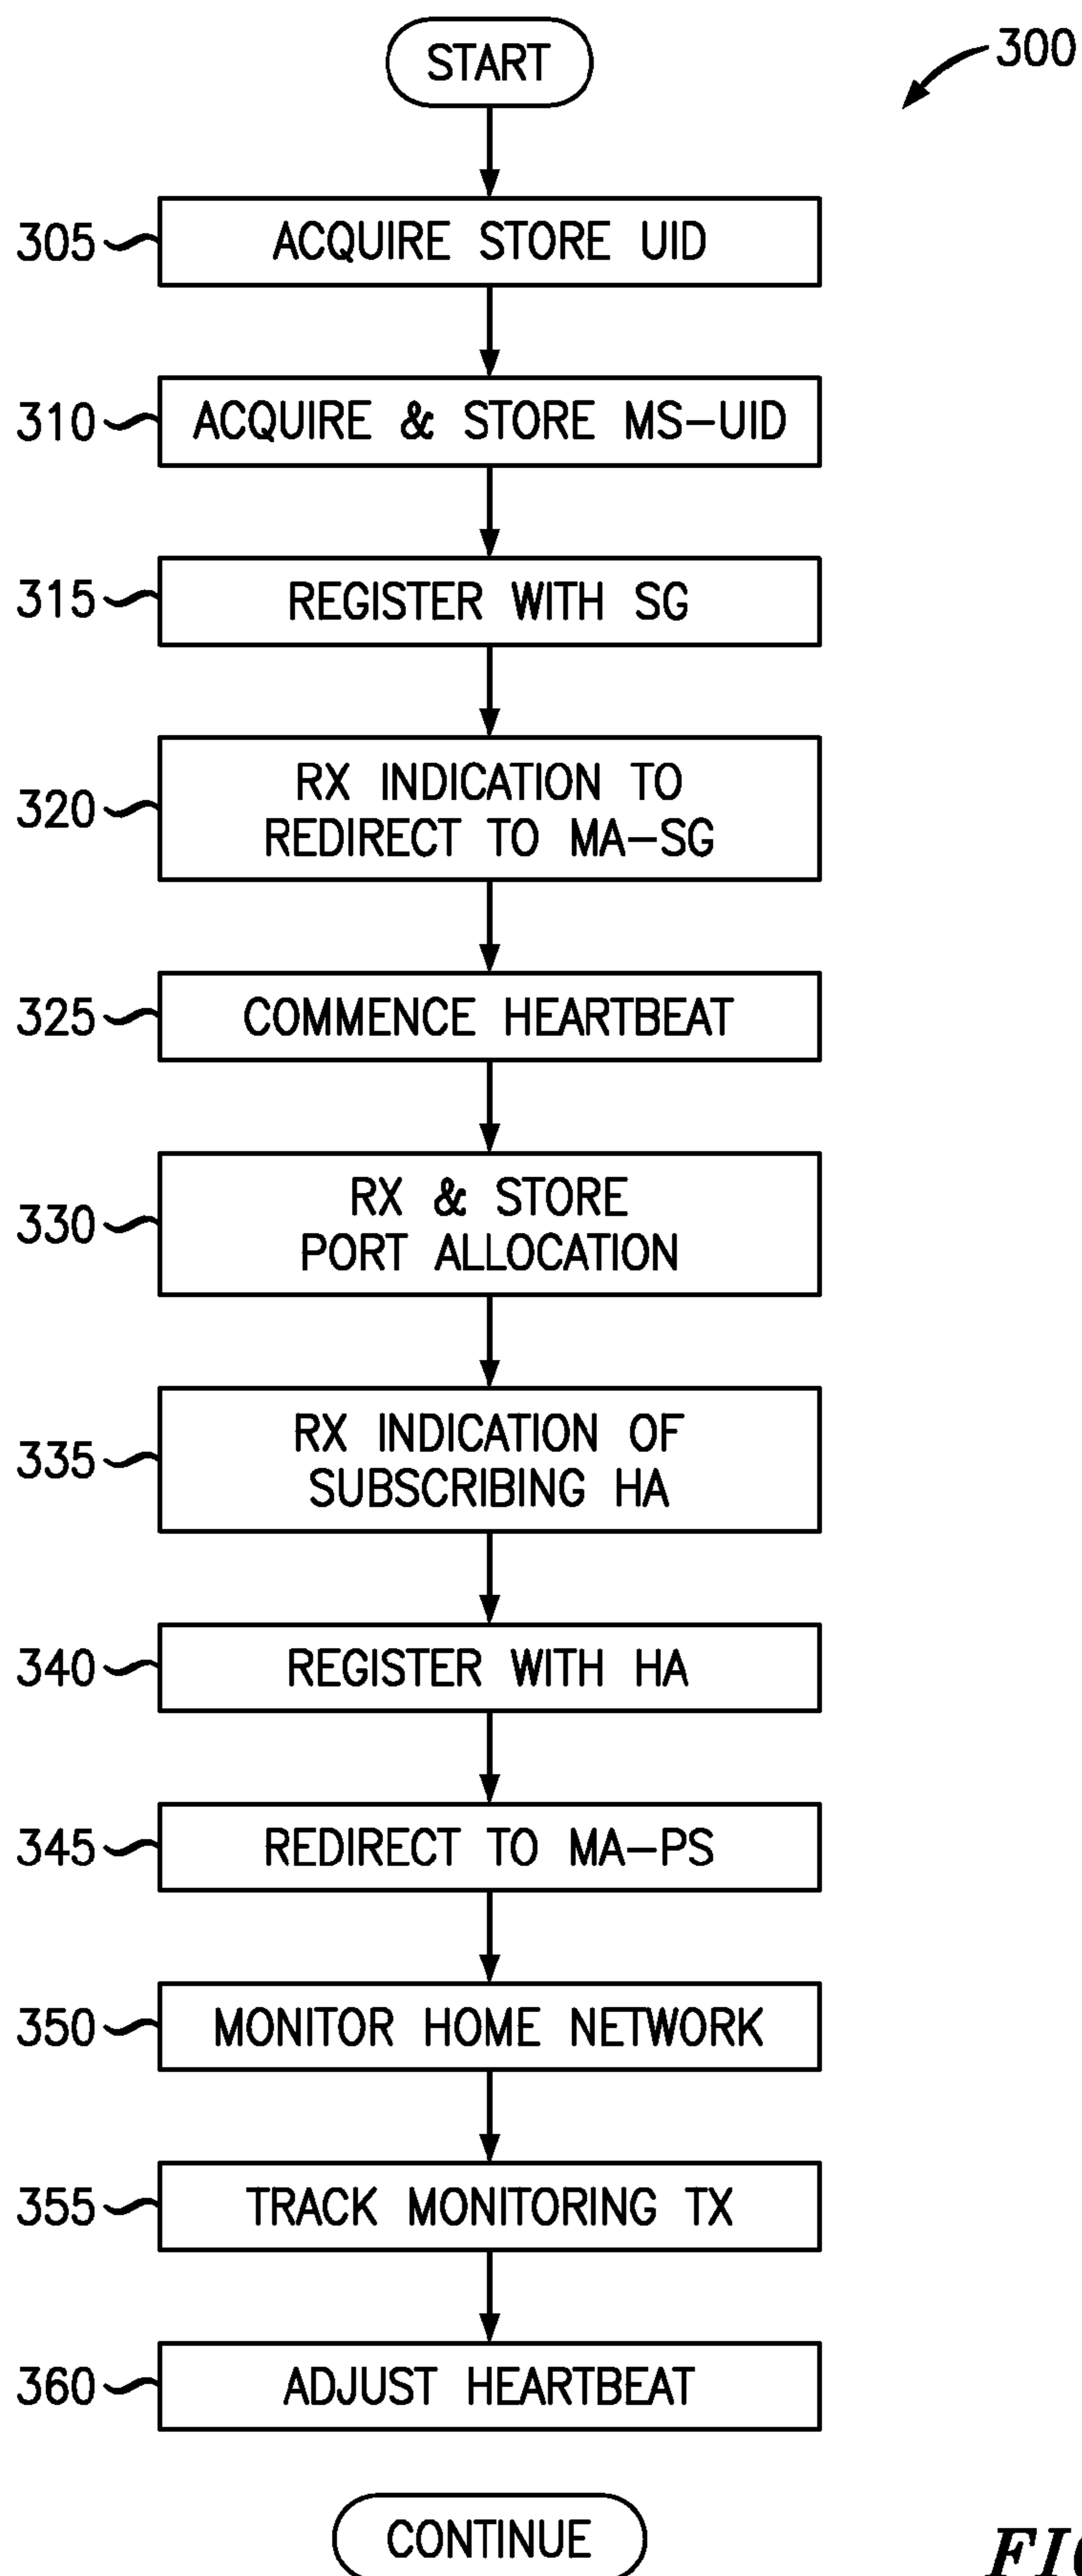 START
300
305
ACQUIRE STORE UID
310
ACQUIRE & STORE MS-UID
315
REGISTER WITH SG
320
RX INDICATION TO
REDIRECT TO MA-SG
325
COMMENCE HEARTBEAT
330
RX & STORE
PORT ALLOCATION
335
RX INDICATION OF
SUBSCRIBING HA
340
REGISTER WITH HA
345
REDIRECT TO MA-PS
350
MONITOR HOME NETWORK
355
TRACK MONITORING TX
360
ADJUST HEARTBEAT
CONTINUE